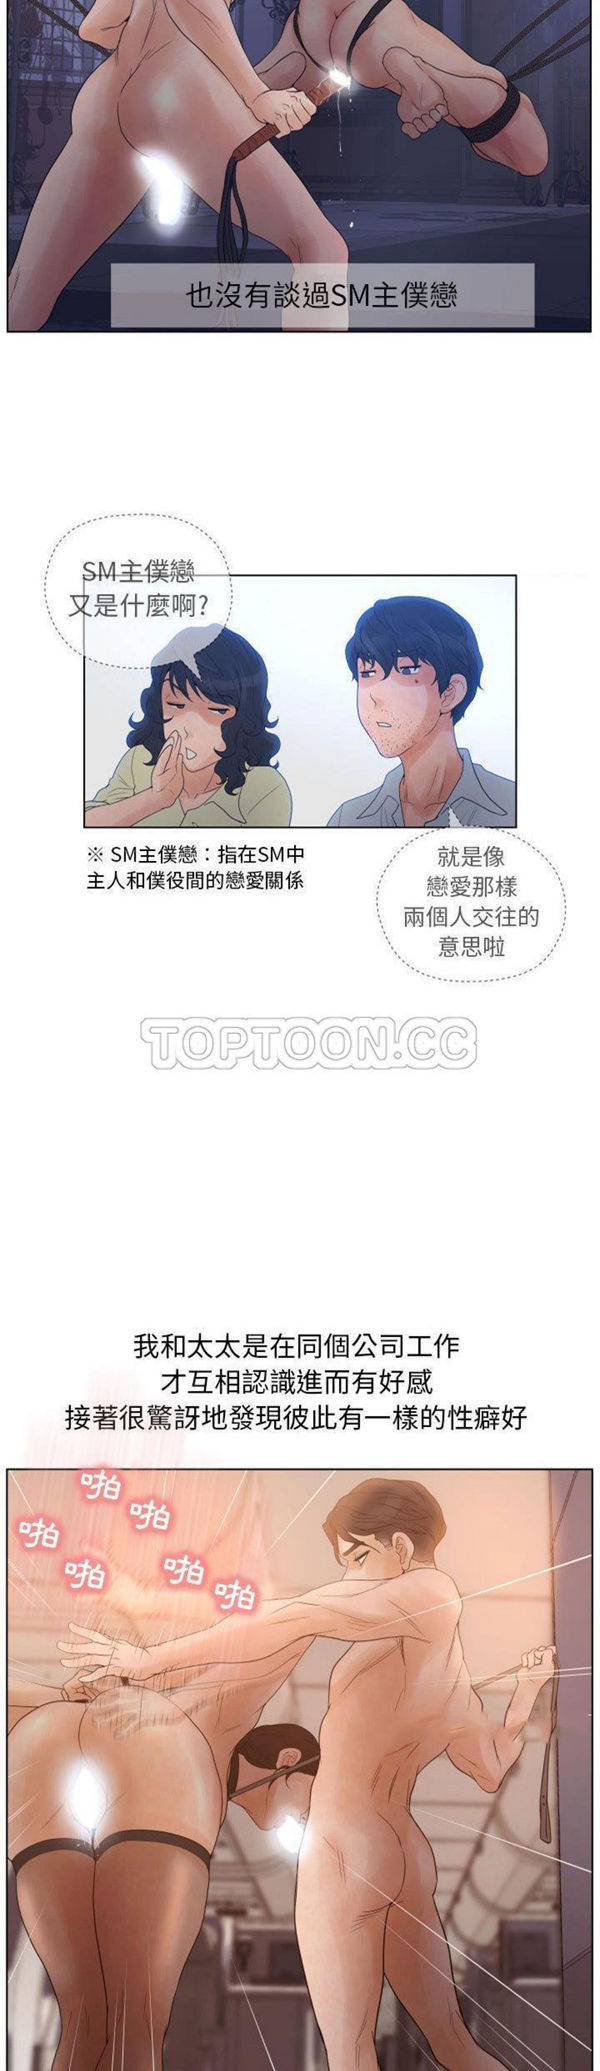 也沒有談過SM主僕戀
SM主僕戀
又是什麼啊?
※ SM主僕戀：指在SM中
主人和僕役間的戀愛關係
就是像
戀愛那樣
兩個人交往的
意思啦
TOPTOON.CC
我和太太是在同個公司工作
才互相認識進而有好感
接著很驚訝地發現彼此有一樣的性癖好
啪
啪
啪
啪
啪
啪